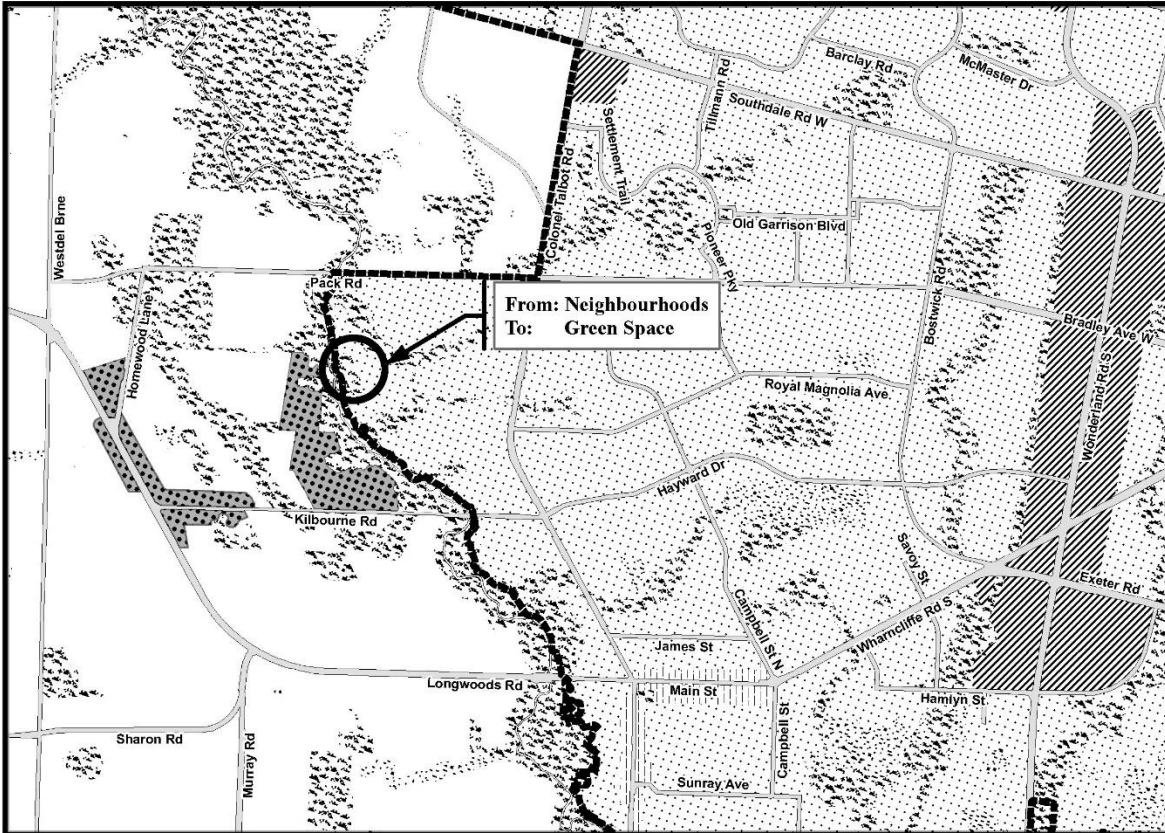 Barclay Rd
McMaster Dr
Tillmann Rd
Southdale Rd W
Settlement Trail
Colonel Talbot Rd
Westdel Brne
Old Garrison Blvd
Pioneer Pky
Bostwick Rd
Pack Rd
Homewood Lane
From: Neighbourhoods
To: Green Space
Bradley Ave W
Wonderland Rd S
Royal Magnolia Ave
Hayward Dr
Kilbourne Rd
Savoy St
Exeter Rd
Campbell St N
Wharncliffe Rd S
James St
Longwoods Rd
Main St
Hamlyn St
Sharon Rd
Murray Rd
Campbell St
Sunray Ave